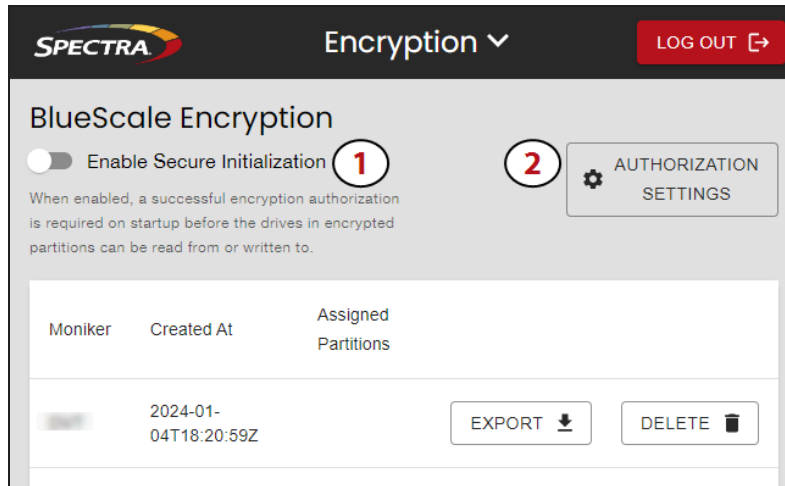 SPECTRA
Encryption
LOG OUT
BlueScale Encryption
Enable Secure Initialization
1
2
AUTHORIZATION
SETTINGS
When enabled, a successful encryption authorization
is required on startup before the drives in encrypted
partitions can be read from or written to.
Moniker
Created At
Assigned
Partitions
2024-01-
04T18:20:59Z
EXPORT
DELETE